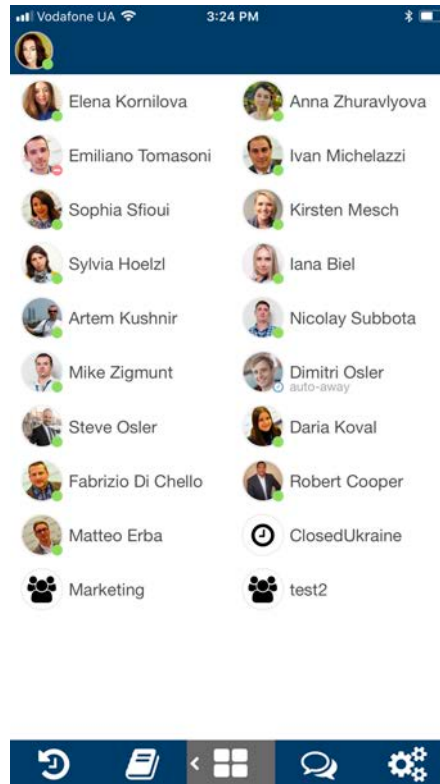 Vodafone UA 3:24 PM
Elena Kornilova Anna Zhuravlyova
Emiliano Tomasoni Ivan Michelazzi
Sophia Sfioui Kirsten Mesch
Sylvia Hoelzl Iana Biel
Artem Kushnir Nicolay Subbota
Mike Zigmunt Dimitri Osler
auto-away
Steve Osler Daria Koval
Fabrizio Di Chello Robert Cooper
Matteo Erba ClosedUkraine
Marketing test2